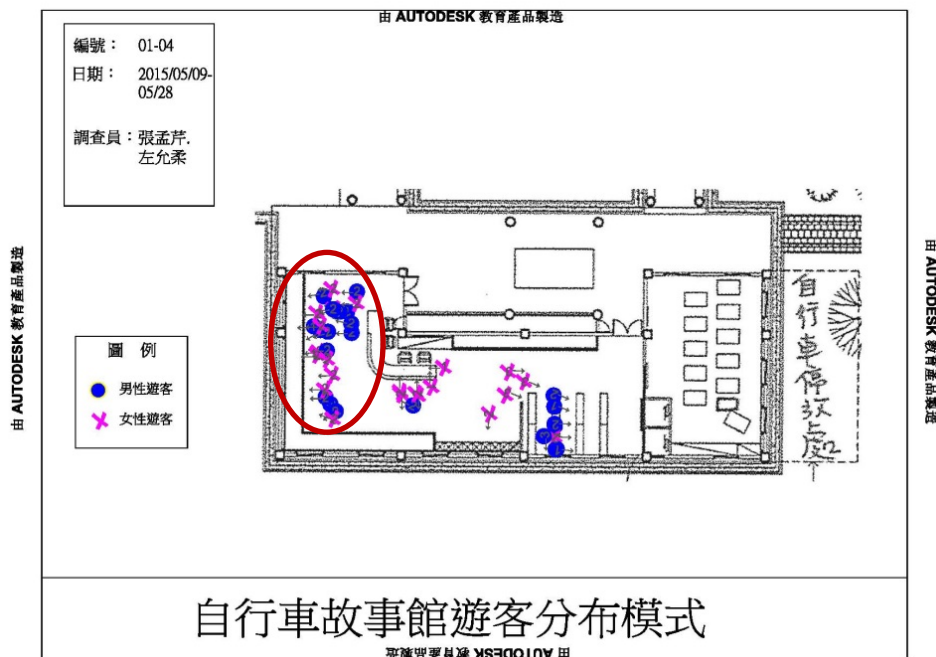 由 AUTODESK 教育產品製造
編號： 01-04
日期： 2015/05/09-
05/28
調查員：張孟芹.
左允柔
由 AUTODESK 教育產品製造
由 AUTODESK 教育產品製造
自行車停放處
圖 例
男性遊客
女性遊客
自行車故事館遊客分布模式
由 AUTODESK 教育產品製造